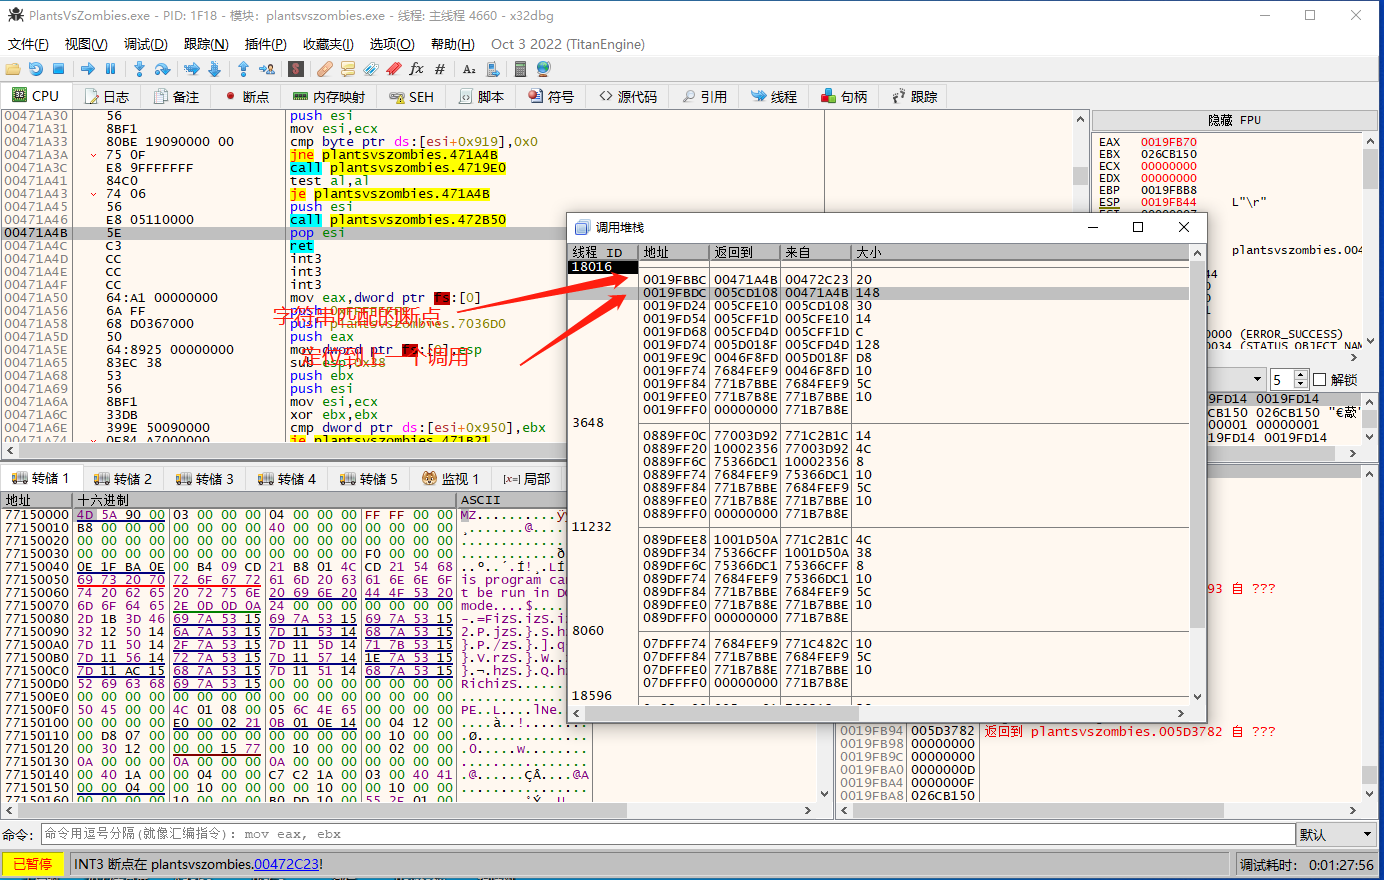 PlantsVsZombies.exe - PID: 1F18 - 模块: plantsvszombies.exe - 线程: 主线程 4660 - x32dbg
文件(F) 视图(V) 调试(D) 跟踪(N) 插件(P) 收藏夹(I) 选项(O) 帮助(H) Oct 3 2022 (TitanEngine)
CPU 日志 备注 断点 内存映射 SEH 脚本 符号 源代码 引用 线程 句柄 跟踪
00471A30 56 push esi
00471A31 8BF1 mov esi,ecx
00471A33 80BE 19090000 00 cmp byte ptr ds:[esi+0x919],0x0
00471A3A 75 0F jne plantsvszombies.471A4B
00471A3C E8 9FFFFFFF call plantsvszombies.4719E0
00471A41 84C0 test al,al
00471A43 74 06 je plantsvszombies.471A4B
00471A45 56 push esi
00471A46 E8 05110000 call plantsvszombies.472B50
00471A4B 5E pop esi
00471A4C C3 ret
00471A4D CC int3
00471A4E CC int3
00471A4F CC int3
00471A50 64:A1 00000000 mov eax,dword ptr fs:[0]
00471A56 6A FF
00471A58 68 D0367000 push plantsvszombies.7036D0
00471A5D 50 push eax
00471A5E 64:8925 00000000 mov dword ptr fs:[0],esp
00471A65 83EC 38 sub esp,0x38
00471A68 53 push ebx
00471A69 56 push esi
00471A6A 8BF1 mov esi,ecx
00471A6C 33DB xor ebx,ebx
00471A6E 399E 50090000 cmp dword ptr ds:[esi+0x950],ebx
00471A74 0F84 A7000000 je plantsvszombies.471B21
字符串匹配的断点
定位到上一个调用
隐藏 FPU
EAX 0019FB70
EBX 026CB150
ECX 00000000
EDX 00000000
EBP 0019FBB8
ESP 0019FB44 L"\r"
plantsvszombies.004
0000 (ERROR_SUCCESS)
0034 (STATUS_OBJECT_NAM
5 解锁
9FD14 0019FD14
CB150 026CB150 "€蔵"
00001 00000001
019FD14 0019FD14
调用堆栈
线程 ID 地址 返回到 来自 大小
18016
0019FBBC 00471A4B 00472C23 20
0019FBDC 005CD108 00471A4B 148
0019FD24 005CFE10 005CD108 30
0019FD54 005CFF1D 005CFE10 14
0019FD68 005CFD4D 005CFF1D C
0019FD74 005D018F 005CFD4D 128
0019FE9C 0046F8FD 005D018F D8
0019FF74 7684FEF9 0046F8FD 10
0019FF84 771B7BBE 7684FEF9 5C
0019FFE0 771B7B8E 771B7BBE 10
0019FFF0 00000000 771B7B8E
3648
0889FF0C 77003D92 771C2B1C 14
0889FF20 10002356 77003D92 4C
0889FF6C 75366DC1 10002356 8
0889FF74 7684FEF9 75366DC1 10
0889FF84 771B7BBE 7684FEF9 5C
0889FFE0 771B7B8E 771B7BBE 10
0889FFF0 00000000 771B7B8E
11232
089DFEE8 1001D50A 771C2B1C 4C
089DFF34 75366CFF 1001D50A 38
089DFF6C 75366DC1 75366CFF 8
089DFF74 7684FEF9 75366DC1 10
089DFF84 771B7BBE 7684FEF9 5C
089DFFE0 771B7B8E 771B7BBE 10
089DFFF0 00000000 771B7B8E
8060
07DFFF74 7684FEF9 771C482C 10
07DFFF84 771B7BBE 7684FEF9 5C
07DFFFE0 771B7B8E 771B7BBE 10
07DFFFF0 00000000 771B7B8E
18596
转储 1 转储 2 转储 3 转储 4 转储 5 监视 1 [x=] 局部
地址 十六进制 ASCII
77150000 4D 5A 90 00 03 00 00 00 04 00 00 00 FF FF 00 00 MZ..........ÿÿ
77150010 B8 00 00 00 00 00 00 00 40 00 00 00 00 00 00 00 ¸.......@.....
77150020 00 00 00 00 00 00 00 00 00 00 00 00 00 00 00 00
77150030 00 00 00 00 00 00 00 00 00 00 00 00 F0 00 00 00
77150040 0E 1F BA 0E 00 B4 09 CD 21 B8 01 4C CD 21 54 68 ..º..´.Í!¸.LÍ
77150050 69 73 20 70 72 6F 67 72 61 6D 20 63 61 6E 6E 6F is program can
77150060 74 20 62 65 20 72 75 6E 20 69 6E 20 44 4F 53 20 t be run in DO
77150070 6D 6F 64 65 2E 0D 0D 0A 24 00 00 00 00 00 00 00 mode....$.....
77150080 2D 1B 3D 46 69 7A 53 15 69 7A 53 15 69 7A 53 15 -.=FizS.izS.iz
77150090 32 12 50 14 6A 7A 53 15 7D 11 53 14 68 7A 53 15 2.P.jzS.}.S.hz
771500A0 7D 11 50 14 2F 7A 53 15 7D 11 5D 14 71 7B 53 15 }.P./zS.}.].q{
771500B0 7D 11 56 14 72 7A 53 15 7D 11 57 14 1E 7A 53 15 }.V.rzS.}.W..z
771500C0 7D 11 AC 15 68 7A 53 15 7D 11 51 14 68 7A 53 15 }.¬.hzS.}.Q.hz
771500D0 52 69 63 68 69 7A 53 15 00 00 00 00 00 00 00 00 RichizS.......
771500E0 00 00 00 00 00 00 00 00 00 00 00 00 00 00 00 00
771500F0 50 45 00 00 4C 01 08 00 05 6C 4E 65 00 00 00 00 PE..L....lNe..
77150100 00 00 00 00 E0 00 02 21 0B 01 0E 14 00 04 12 00 ....à..!......
77150110 00 D8 07 00 00 00 00 00 00 00 00 00 00 10 00 00 .Ø............
77150120 00 30 12 00 00 00 15 77 00 10 00 00 00 02 00 00 .0.....w......
77150130 0A 00 00 00 0A 00 00 00 0A 00 00 00 00 00 00 00
77150140 00 40 1A 00 00 04 00 00 C7 C2 1A 00 03 00 40 41 .@......ÇÂ....@A
77150150 00 00 04 00 00 10 00 00 00 00 10 00 00 10 00 00
93 自 ???
0019FB94 005D3782 返回到 plantsvszombies.005D3782 自 ???
0019FB98 00000000
0019FB9C 00000000
0019FBA0 0000000D
0019FBA4 0000000F
0019FBA8 026CB150
命令: 命令用逗号分隔(就像汇编指令): mov eax, ebx 默认
已暂停 INT3 断点在 plantsvszombies.00472C23! 调试耗时: 0:01:27:56